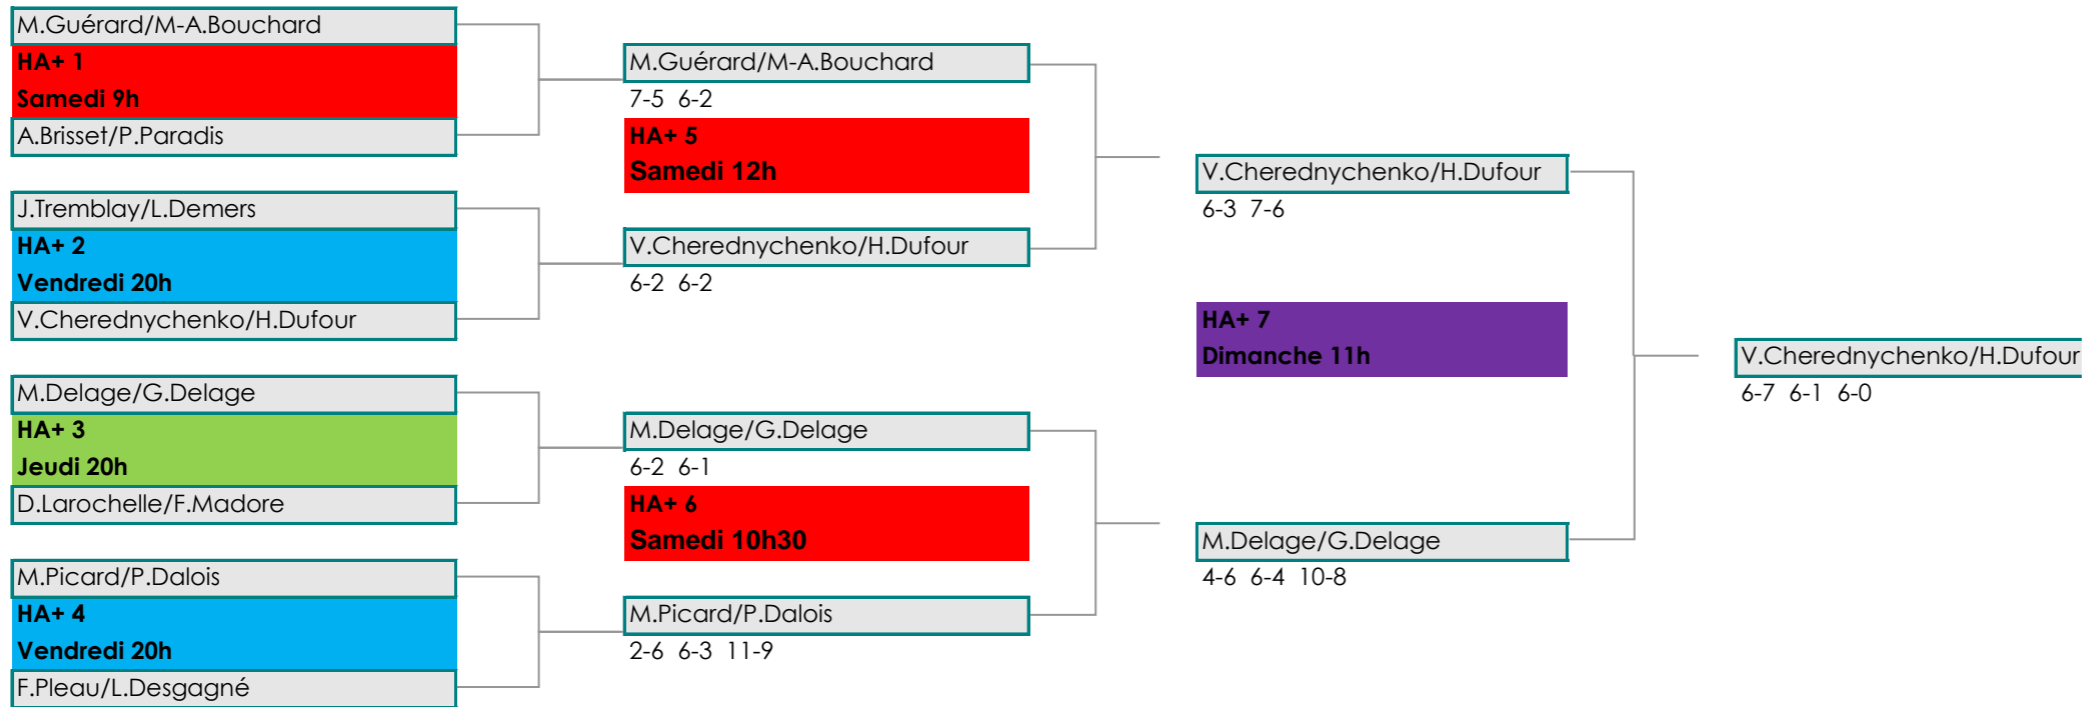 M.Guérard/M-A.Bouchard
HA+ 1
Samedi 9h
A.Brisset/P.Paradis
J.Tremblay/L.Demers
HA+ 2
Vendredi 20h
V.Cherednychenko/H.Dufour
M.Delage/G.Delage
HA+ 3
Jeudi 20h
D.Larochelle/F.Madore
M.Picard/P.Dalois
HA+ 4
Vendredi 20h
F.Pleau/L.Desgagné
M.Guérard/M-A.Bouchard
7-5 6-2
HA+ 5
Samedi 12h
V.Cherednychenko/H.Dufour
6-2 6-2
M.Delage/G.Delage
6-2 6-1
HA+ 6
Samedi 10h30
M.Picard/P.Dalois
2-6 6-3 11-9
V.Cherednychenko/H.Dufour
6-3 7-6
HA+ 7
Dimanche 11h
M.Delage/G.Delage
4-6 6-4 10-8
V.Cherednychenko/H.Dufour
6-7 6-1 6-0